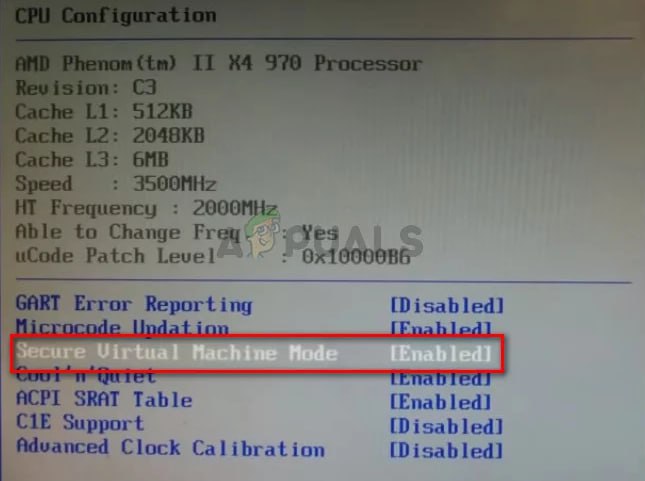 CPU Configuration
AMD Phenom(tm) II X4 970 Processor
Revision: C3
Cache L1: 512KB
Cache L2: 2048KB
Cache L3: 6MB
Speed : 3500MHz
HT Frequency : 2000MHz
Able to Change Freq. : Yes
uCode Patch Level : 0x10000B6
APPUALS
GART Error Reporting [Disabled]
Microcode Updation [Enabled]
Secure Virtual Machine Mode [Enabled]
Cool'n'Quiet [Enabled]
ACPI SRAT Table [Enabled]
C1E Support [Disabled]
Advanced Clock Calibration [Disabled]